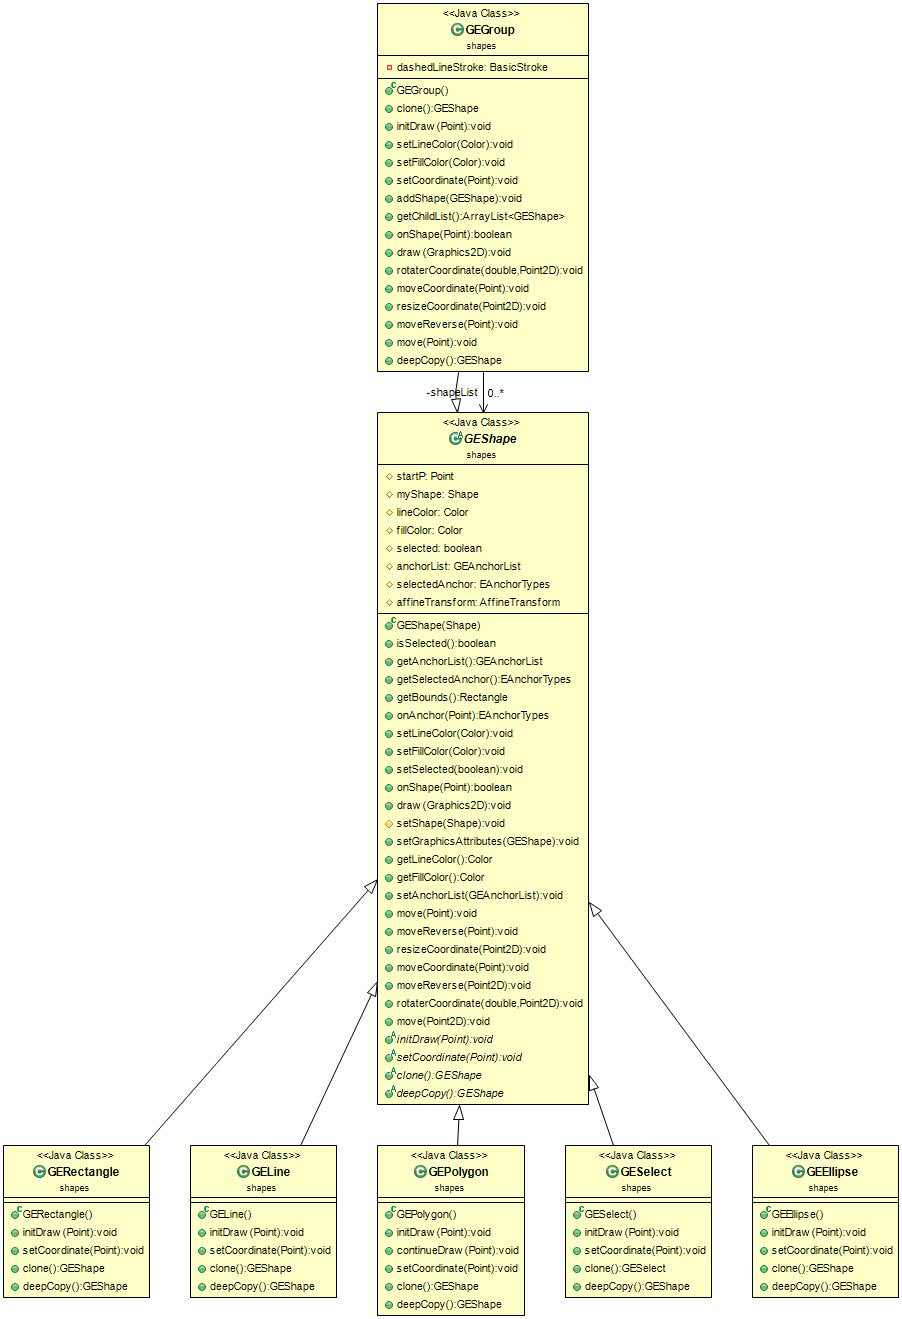 <<Java Class>>
GEGroup
shapes
dashedLineStroke: BasicStroke
GEGroup()
clone():GEShape
initDraw(Point):void
setLineColor(Color):void
setFillColor(Color):void
setCoordinate(Point):void
addShape(GEShape):void
getChildList():ArrayList<GEShape>
onShape(Point):boolean
draw(Graphics2D):void
rotaterCoordinate(double,Point2D):void
moveCoordinate(Point):void
resizeCoordinate(Point2D):void
moveReverse(Point):void
move(Point):void
deepCopy():GEShape
-shapeList 0..*
<<Java Class>>
GEShape
shapes
startP: Point
myShape: Shape
lineColor: Color
fillColor: Color
selected: boolean
anchorList: GEAnchorList
selectedAnchor: EAnchorTypes
affineTransform: AffineTransform
GEShape(Shape)
isSelected():boolean
getAnchorList():GEAnchorList
getSelectedAnchor():EAnchorTypes
getBounds():Rectangle
onAnchor(Point):EAnchorTypes
setLineColor(Color):void
setFillColor(Color):void
setSelected(boolean):void
onShape(Point):boolean
draw(Graphics2D):void
setShape(Shape):void
setGraphicsAttributes(GEShape):void
getLineColor():Color
getFillColor():Color
setAnchorList(GEAnchorList):void
move(Point):void
moveReverse(Point):void
resizeCoordinate(Point2D):void
moveCoordinate(Point):void
moveReverse(Point2D):void
rotaterCoordinate(double,Point2D):void
move(Point2D):void
initDraw(Point):void
setCoordinate(Point):void
clone():GEShape
deepCopy():GEShape
<<Java Class>>
GERectangle
shapes
GERectangle()
initDraw(Point):void
setCoordinate(Point):void
clone():GEShape
deepCopy():GEShape
<<Java Class>>
GELine
shapes
GELine()
initDraw(Point):void
setCoordinate(Point):void
clone():GEShape
deepCopy():GEShape
<<Java Class>>
GEPolygon
shapes
GEPolygon()
initDraw(Point):void
continueDraw(Point):void
setCoordinate(Point):void
clone():GEShape
deepCopy():GEShape
<<Java Class>>
GESelect
shapes
GESelect()
initDraw(Point):void
setCoordinate(Point):void
clone():GESelect
deepCopy():GEShape
<<Java Class>>
GEEllipse
shapes
GEEllipse()
initDraw(Point):void
setCoordinate(Point):void
clone():GEShape
deepCopy():GEShape